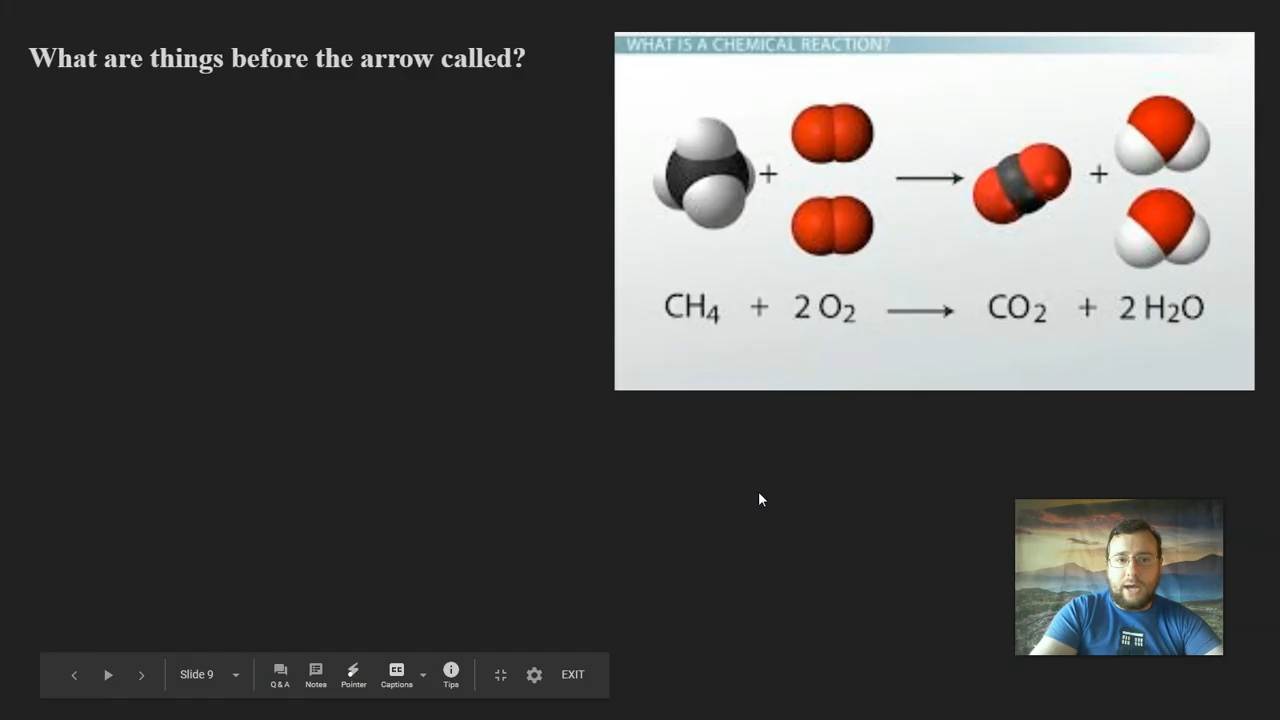 What are things before the arrow called?
WHAT IS A CHEMICAL REACTION?
+ +
CH4 + 2 O2 → CO2 + 2 H2O
Slide 9
Q & A
Notes
Pointer
CC
Captions
Tips
EXIT